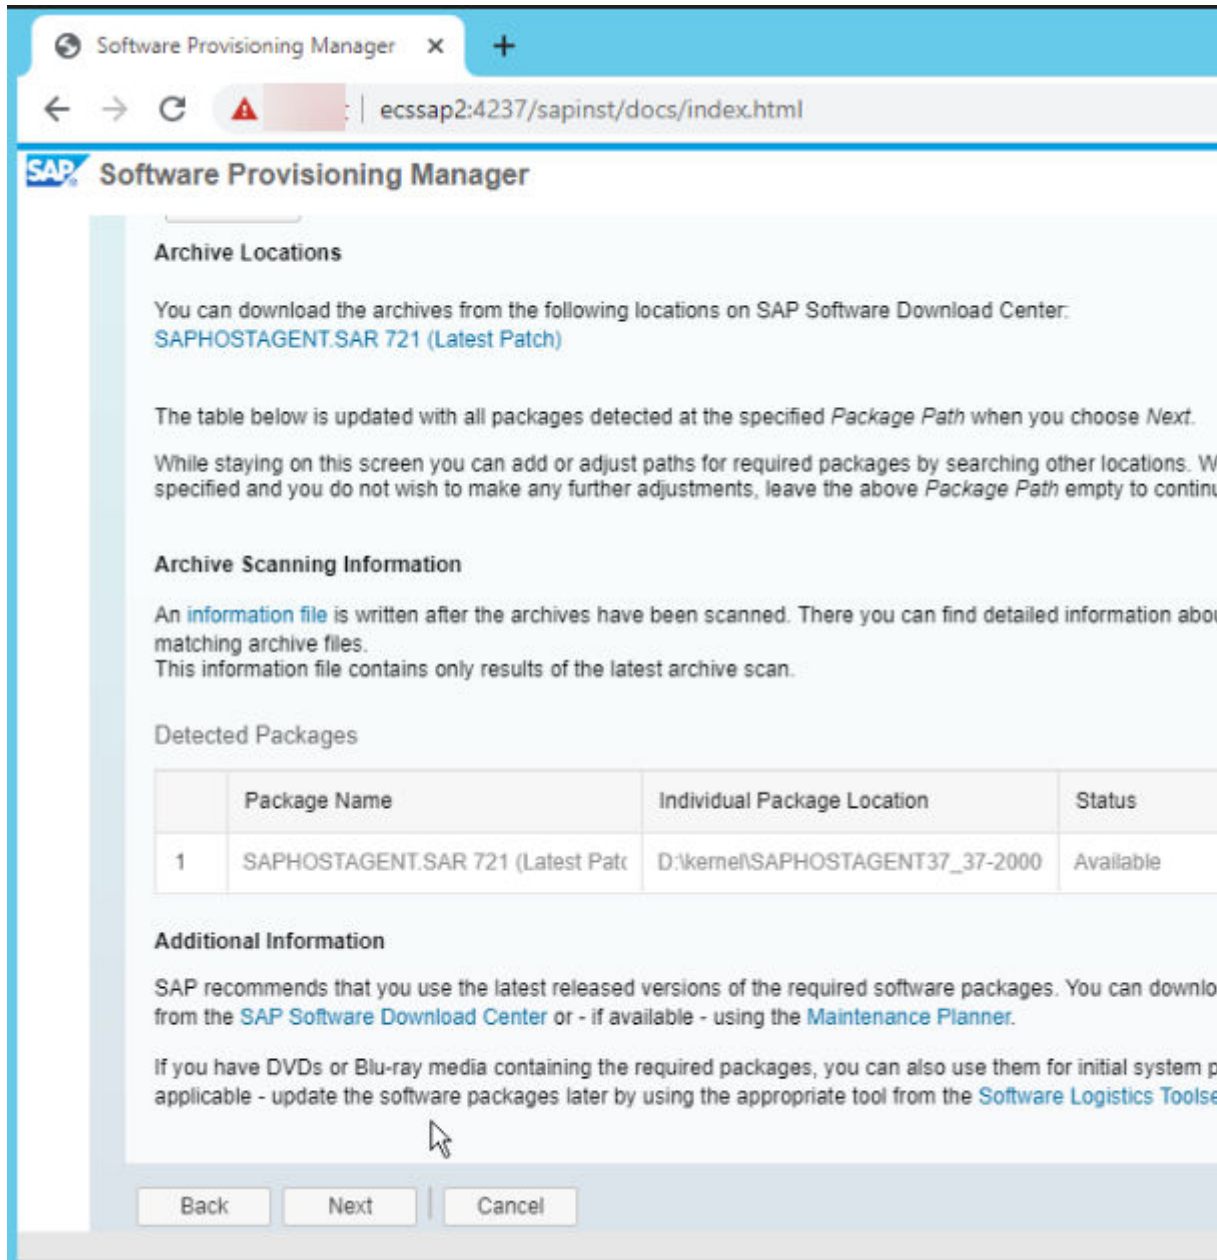 Software Provisioning Manager
ecssap2:4237/sapinst/docs/index.html
SAP Software Provisioning Manager
Archive Locations
You can download the archives from the following locations on SAP Software Download Center:
SAPHOSTAGENT.SAR 721 (Latest Patch)
The table below is updated with all packages detected at the specified Package Path when you choose Next.
While staying on this screen you can add or adjust paths for required packages by searching other locations. W
specified and you do not wish to make any further adjustments, leave the above Package Path empty to continu
Archive Scanning Information
An information file is written after the archives have been scanned. There you can find detailed information abou
matching archive files.
This information file contains only results of the latest archive scan.
Detected Packages
Package Name Individual Package Location Status
1 SAPHOSTAGENT.SAR 721 (Latest Patc D:\kernel\SAPHOSTAGENT37_37-2000 Available
Additional Information
SAP recommends that you use the latest released versions of the required software packages. You can downlo
from the SAP Software Download Center or - if available - using the Maintenance Planner.
If you have DVDs or Blu-ray media containing the required packages, you can also use them for initial system p
applicable - update the software packages later by using the appropriate tool from the Software Logistics Toolse
Back Next Cancel